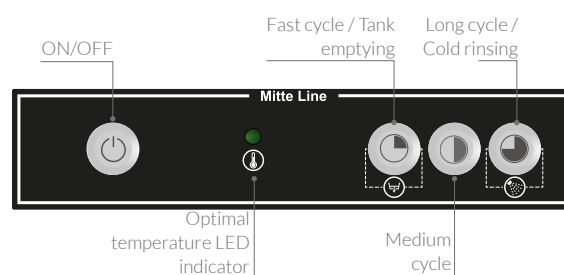 ON/OFF
Fast cycle / Tank
emptying
Long cycle /
Cold rinsing
Mitte Line
Optimal
temperature LED
indicator
Medium
cycle